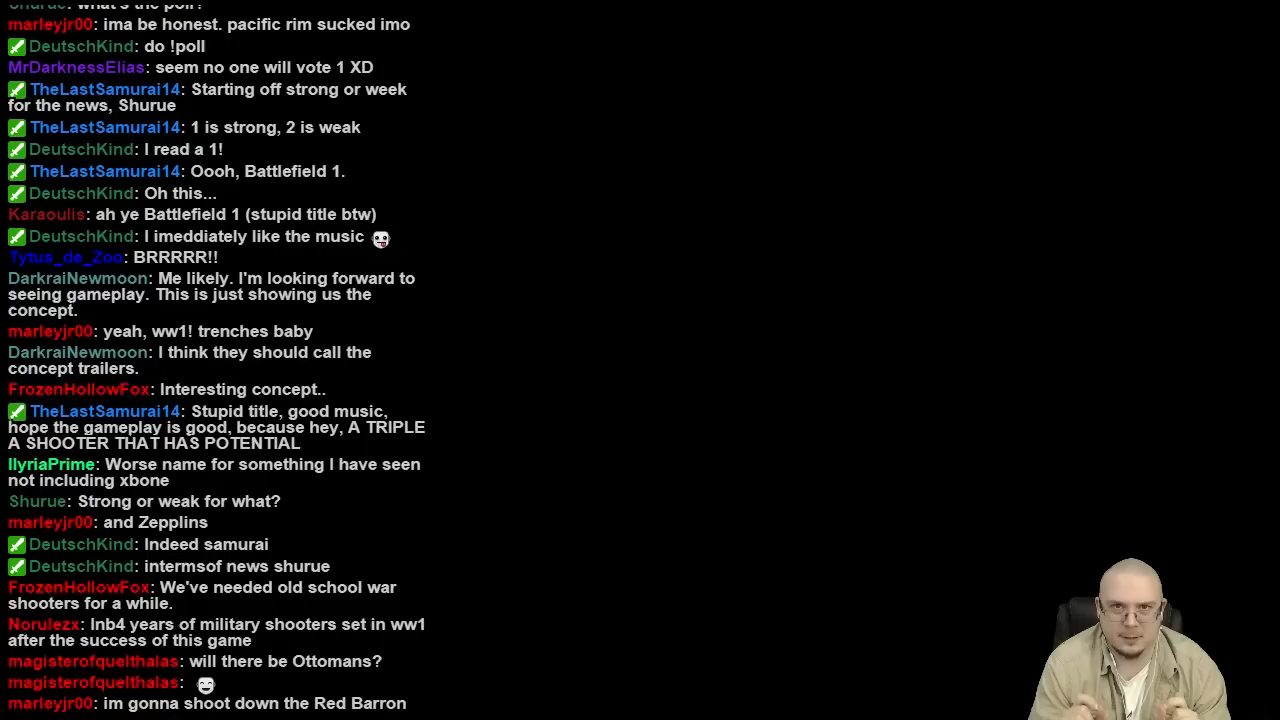 Shurue: what's the poll?
marleyjr00: ima be honest. pacific rim sucked imo
DeutschKind: do !poll
MrDarknessElias: seem no one will vote 1 XD
TheLastSamurai14: Starting off strong or week
for the news, Shurue
TheLastSamurai14: 1 is strong, 2 is weak
DeutschKind: I read a 1!
TheLastSamurai14: Oooh, Battlefield 1.
DeutschKind: Oh this...
Karaoulis: ah ye Battlefield 1 (stupid title btw)
DeutschKind: I imeddiately like the music
Tytus_de_Zoo: BRRRRR!!
DarkraiNewmoon: Me likely. I'm looking forward to
seeing gameplay. This is just showing us the
concept.
marleyjr00: yeah, ww1! trenches baby
DarkraiNewmoon: I think they should call the
concept trailers.
FrozenHollowFox: Interesting concept..
TheLastSamurai14: Stupid title, good music,
hope the gameplay is good, because hey, A TRIPLE
A SHOOTER THAT HAS POTENTIAL
IlyriaPrime: Worse name for something I have seen
not including xbone
Shurue: Strong or weak for what?
marleyjr00: and Zepplins
DeutschKind: Indeed samurai
DeutschKind: intermsof news shurue
FrozenHollowFox: We've needed old school war
shooters for a while.
Norulezx: Inb4 years of military shooters set in ww1
after the success of this game
magisterofquelthalas: will there be Ottomans?
magisterofquelthalas:
marleyjr00: im gonna shoot down the Red Barron